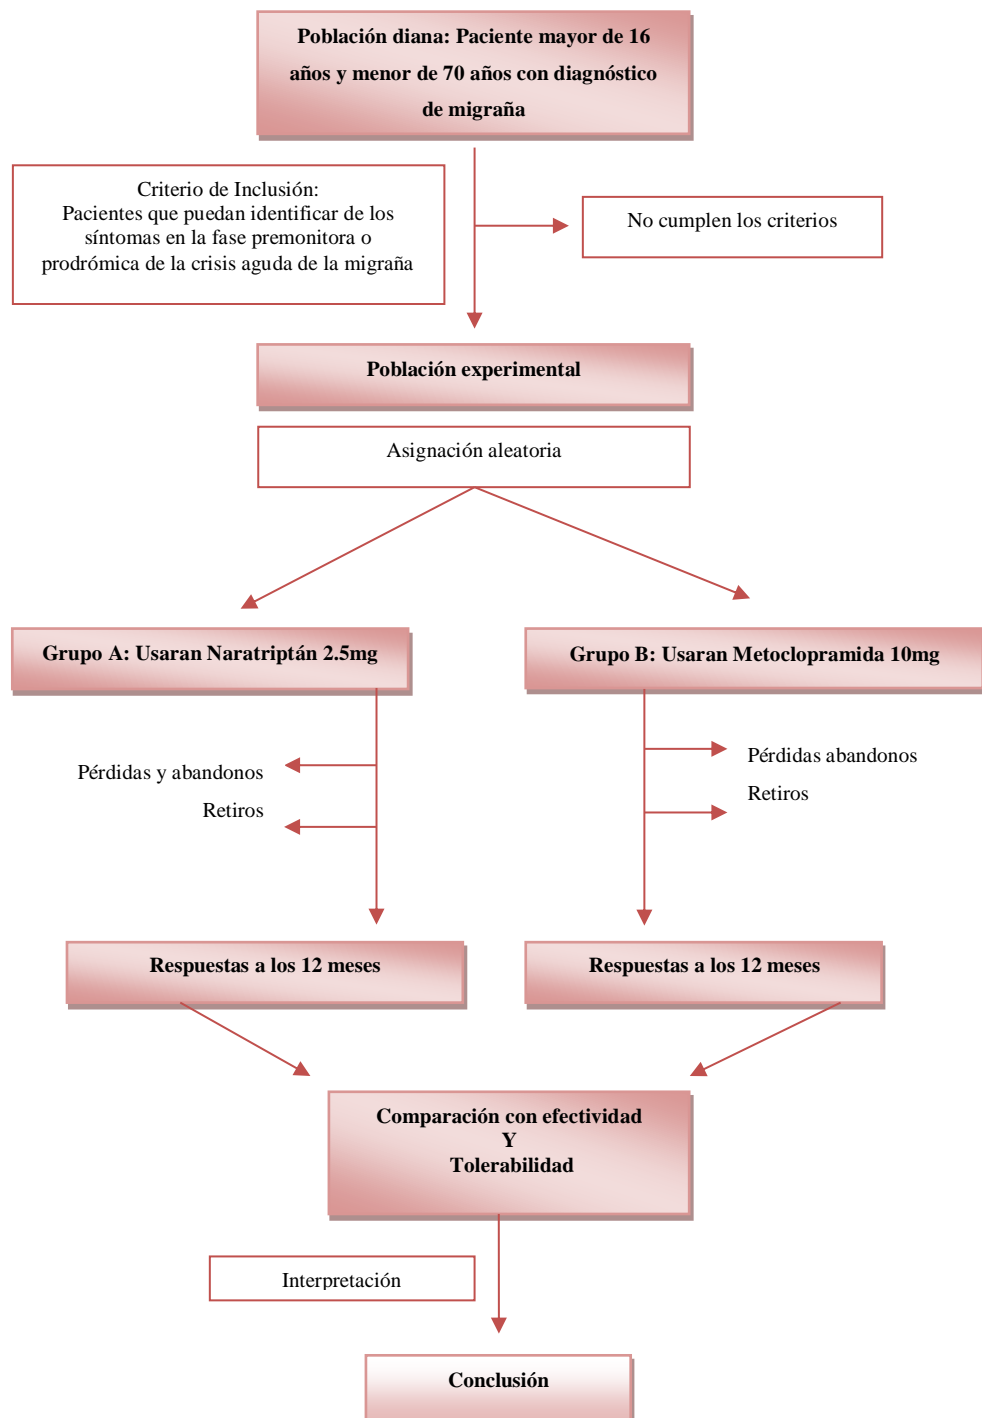 Población diana: Paciente mayor de 16
años y menor de 70 años con diagnóstico
de migraña
Criterio de Inclusión:
Pacientes que puedan identificar de los
síntomas en la fase premonitora o
prodrómica de la crisis aguda de la migraña
No cumplen los criterios
Población experimental
Asignación aleatoria
Grupo A: Usaran Naratriptán 2.5mg
Grupo B: Usaran Metoclopramida 10mg
Pérdidas y abandonos
Retiros
Pérdidas abandonos
Retiros
Respuestas a los 12 meses
Respuestas a los 12 meses
Comparación con efectividad
Y
Tolerabilidad
Interpretación
Conclusión